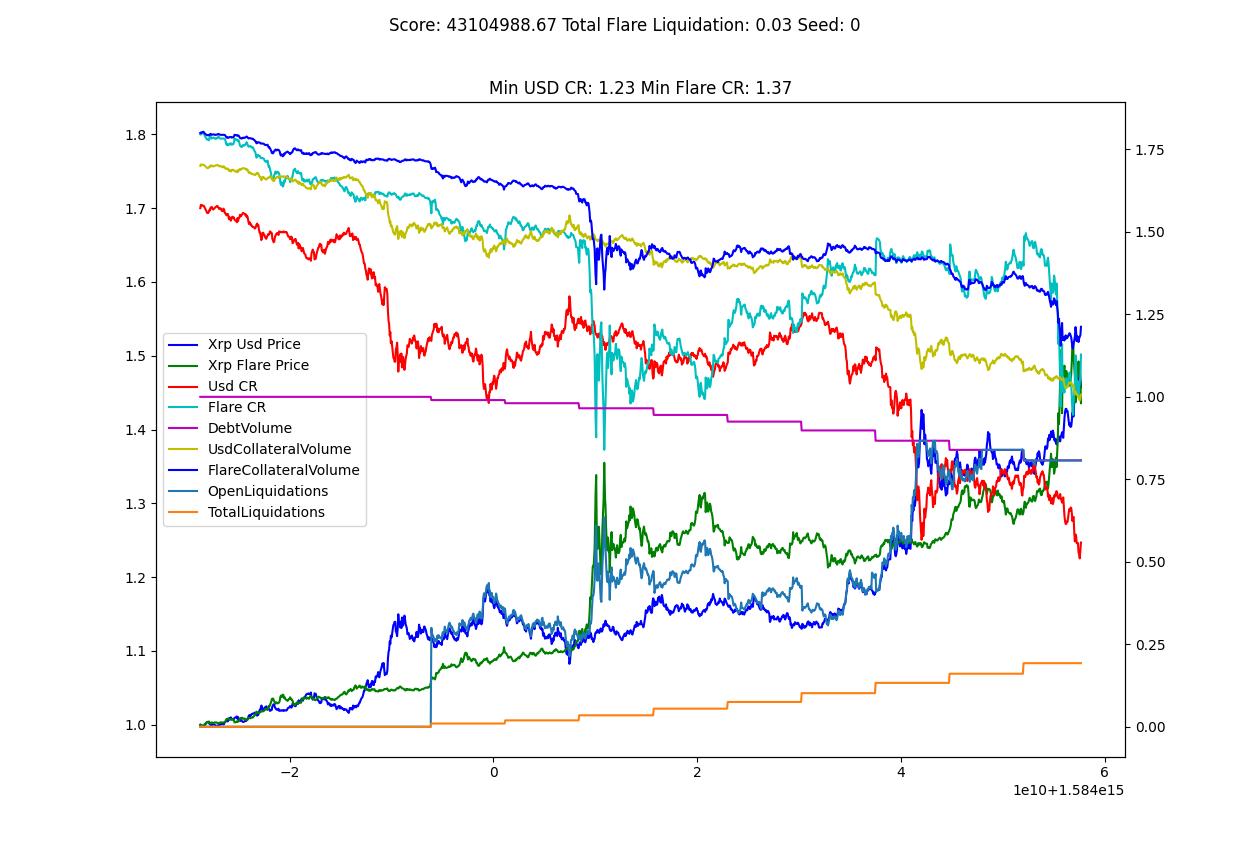 Score: 43104988.67 Total Flare Liquidation: 0.03 Seed: 0
Min USD CR: 1.23 Min Flare CR: 1.37
1.8
1.7
1.6
1.5
1.4
1.3
1.2
1.1
1.0
1.75
1.50
1.25
1.00
0.75
0.50
0.25
0.00
Xrp Usd Price
Xrp Flare Price
Usd CR
Flare CR
DebtVolume
UsdCollateralVolume
FlareCollateralVolume
OpenLiquidations
TotalLiquidations
−2 0 2 4 6
1e10+1.584e15